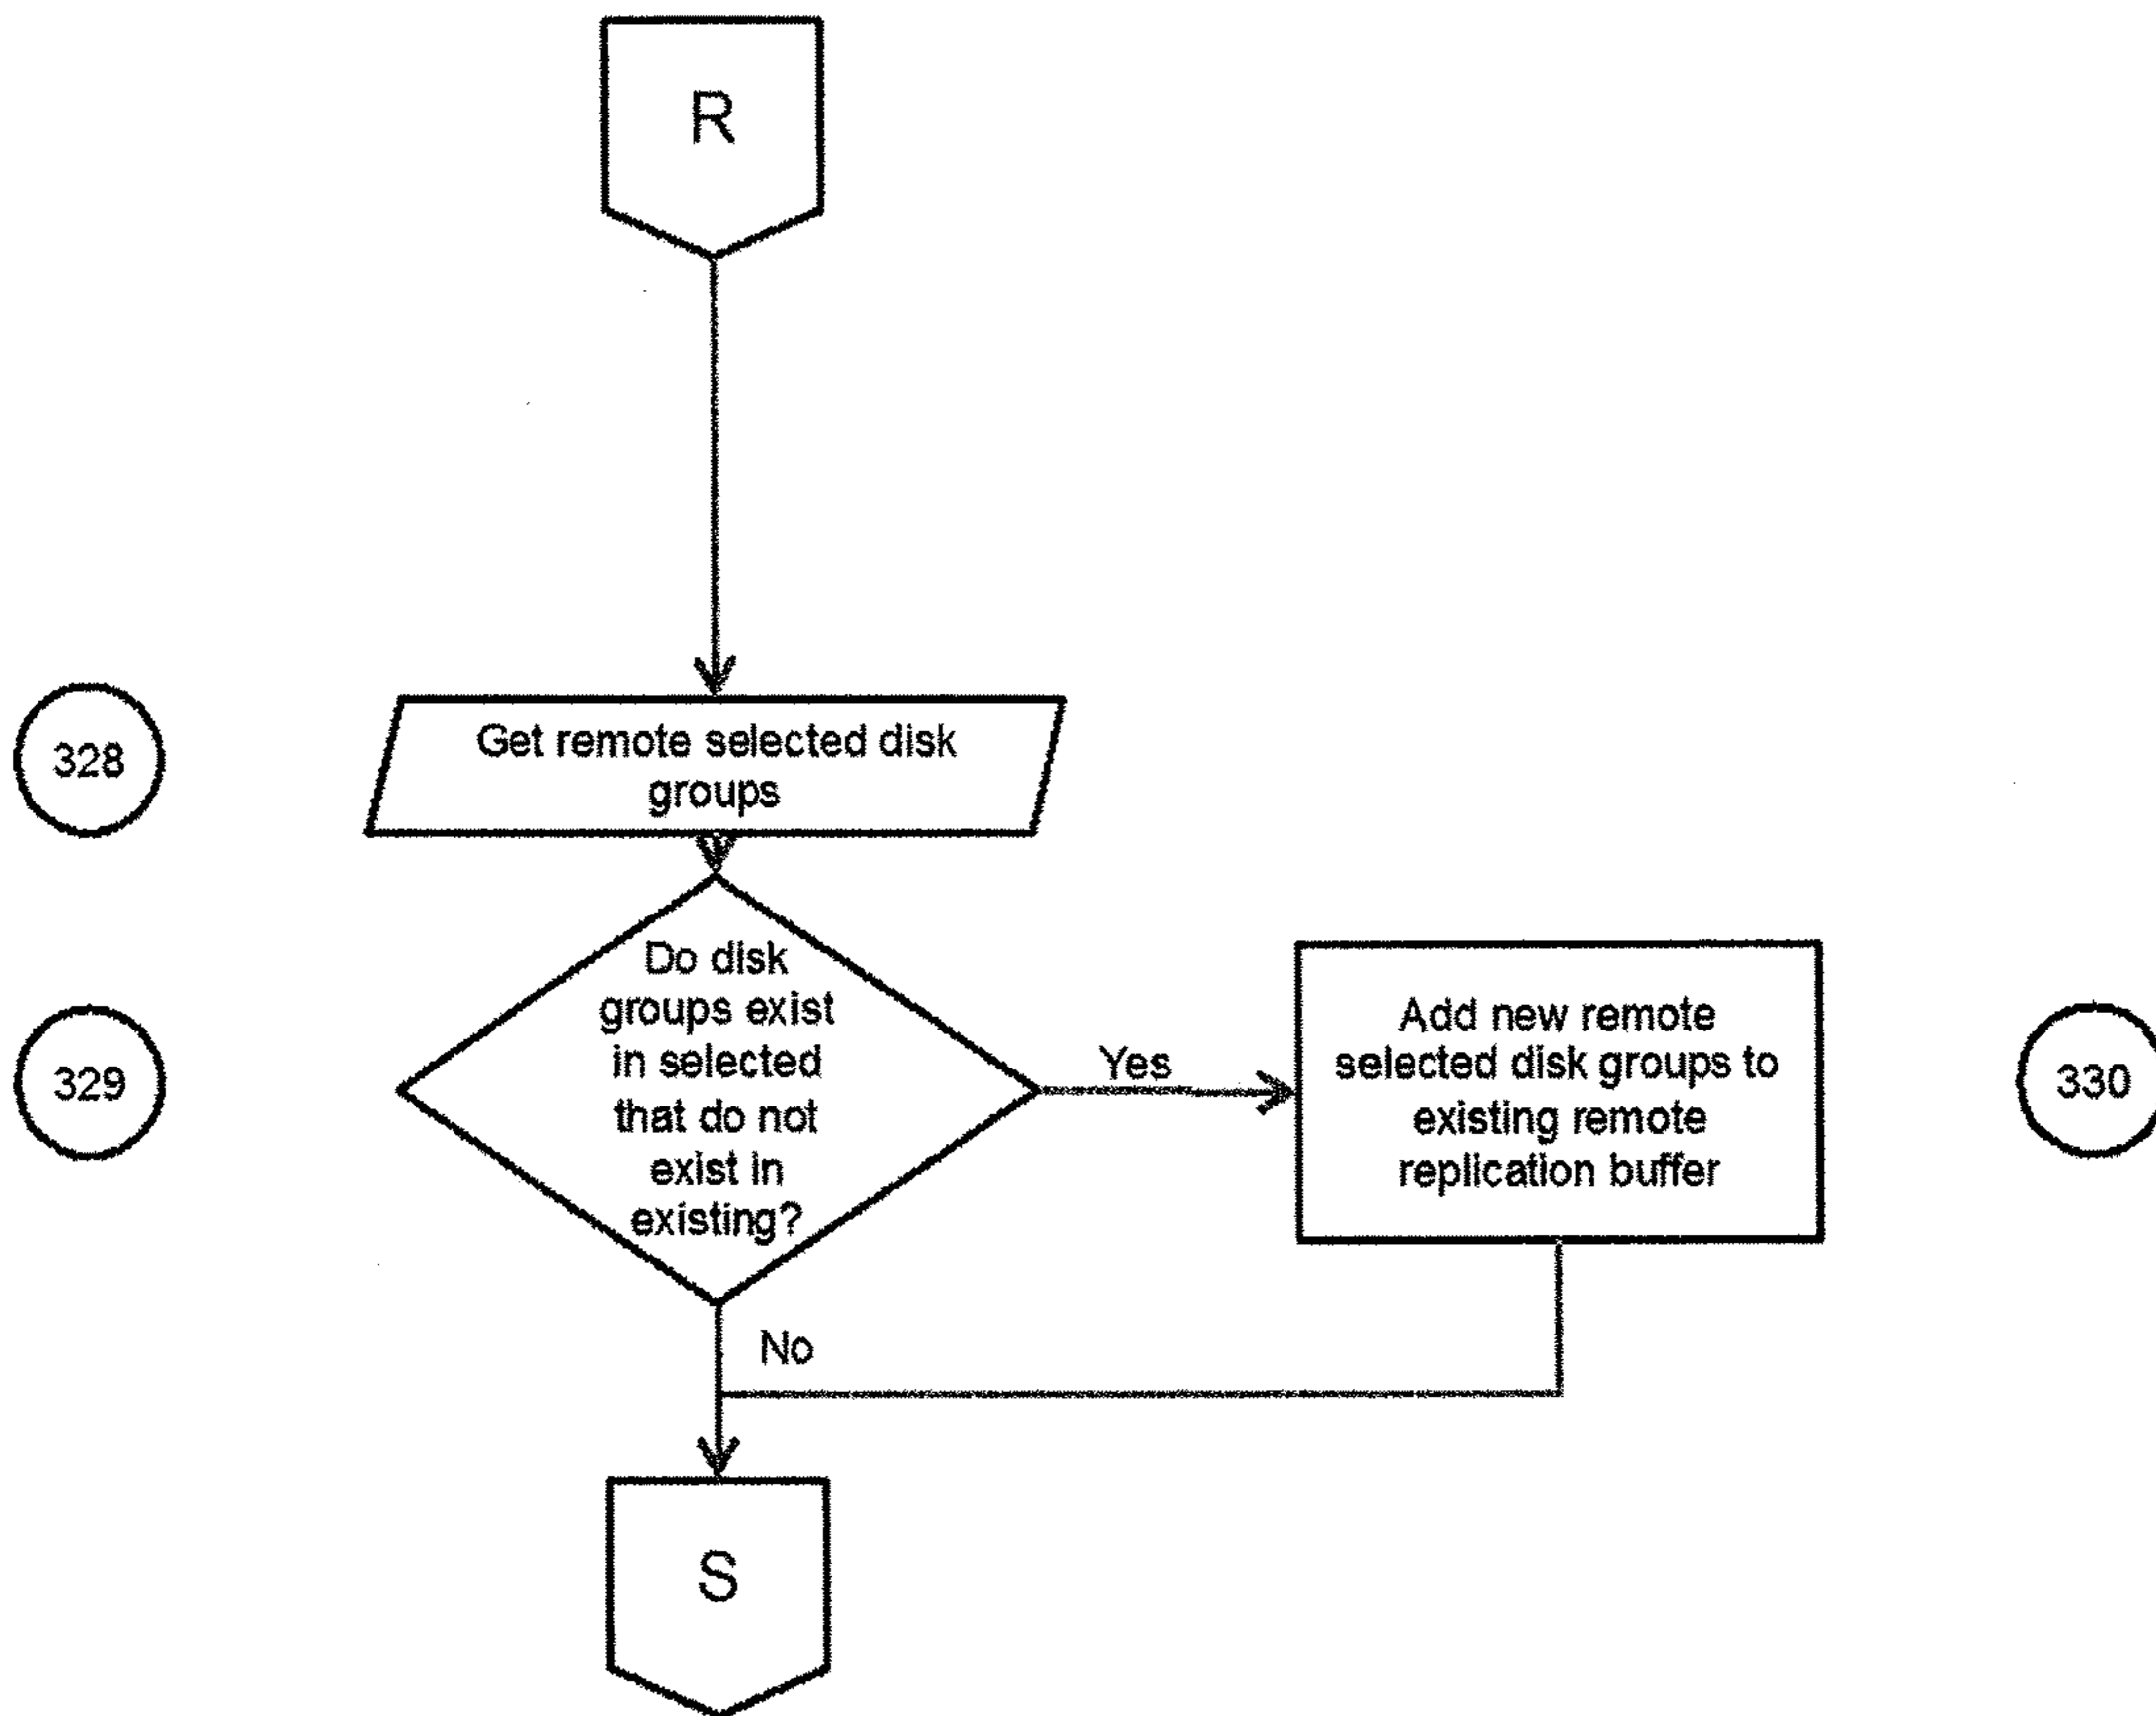 R
328
Get remote selected disk
groups
329
Do disk
groups exist
in selected
that do not
exist in
existing?
Yes
Add new remote
selected disk groups to
existing remote
replication buffer
330
No
S